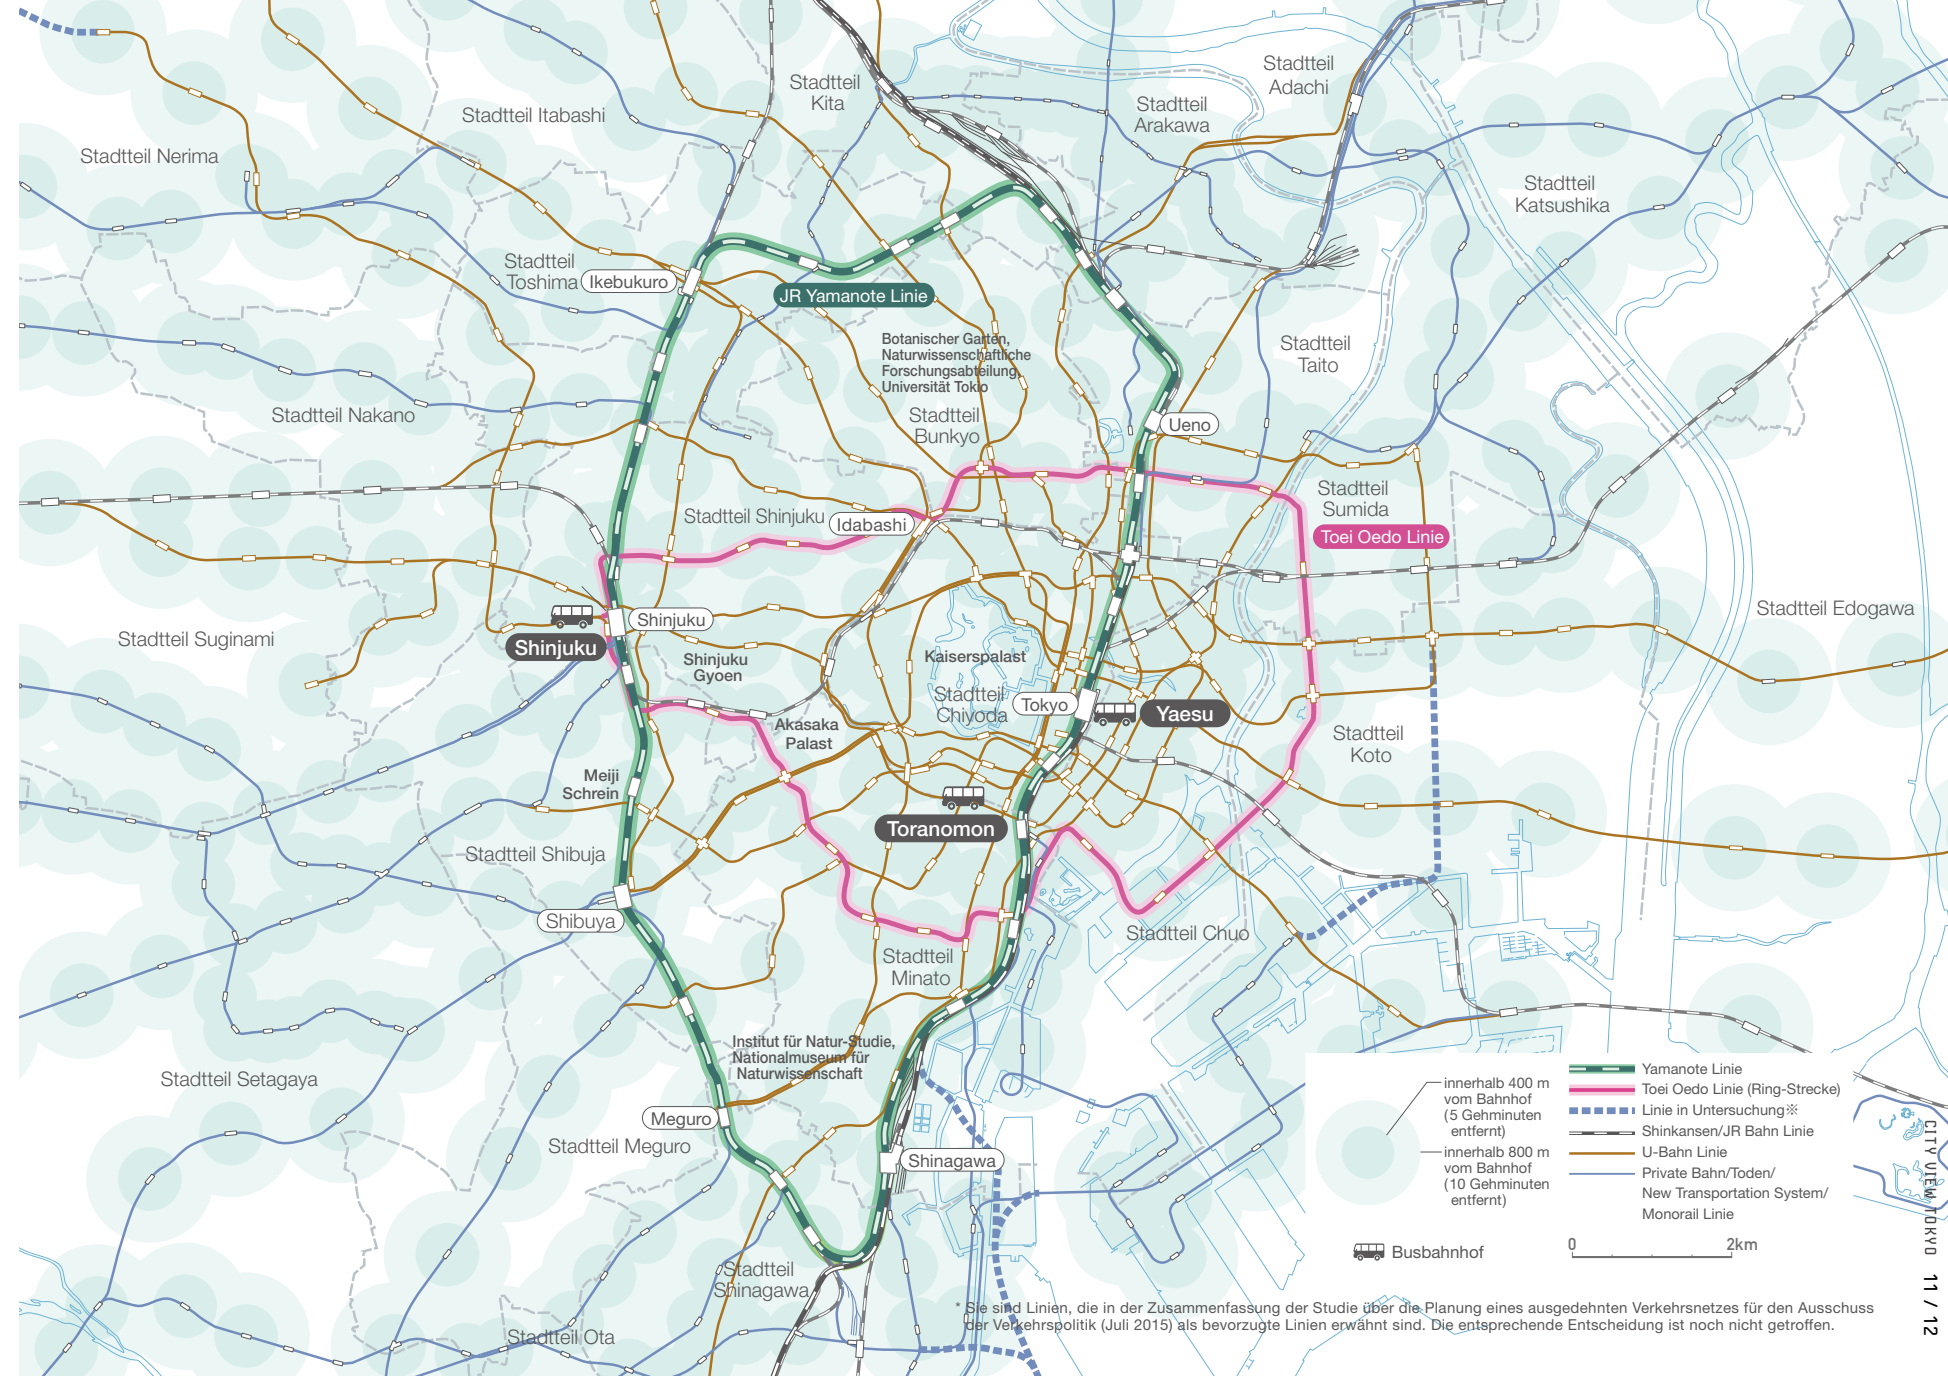 Stadtteil
Kita
Stadtteil
Adachi
Stadtteil
Arakawa
Stadtteil Itabashi
Stadtteil Nerima
Stadtteil
Katsushika
Stadtteil
Toshima
Ikebukuro
JR Yamanote Linie
Botanischer Garten,
Naturwissenschaftliche
Forschungsabteilung,
Universität Tokio
Stadtteil
Taito
Stadtteil Nakano
Stadtteil
Bunkyo
Ueno
Stadtteil
Sumida
Stadtteil Shinjuku
Idabashi
Toei Oedo Linie
Stadtteil Edogawa
Shinjuku
Stadtteil Suginami
Shinjuku
Shinjuku
Gyoen
Kaiserspalast
Stadtteil
Chiyoda
Tokyo
Yaesu
Akasaka
Palast
Stadtteil
Koto
Meiji
Schrein
Toranomon
Stadtteil Shibuja
Shibuya
Stadtteil Chuo
Stadtteil
Minato
Institut für Natur-Studie,
Nationalmuseum für
Naturwissenschaft
Stadtteil Setagaya
Meguro
Stadtteil Meguro
Shinagawa
Stadtteil
Shinagawa
Stadtteil Ota
innerhalb 400 m
vom Bahnhof
(5 Gehminuten
entfernt)
innerhalb 800 m
vom Bahnhof
(10 Gehminuten
entfernt)
Busbahnhof
Yamanote Linie
Toei Oedo Linie (Ring-Strecke)
Linie in Untersuchung※
Shinkansen/JR Bahn Linie
U-Bahn Linie
Private Bahn/Toden/
New Transportation System/
Monorail Linie
0 2km
* Sie sind Linien, die in der Zusammenfassung der Studie über die Planung eines ausgedehnten Verkehrsnetzes für den Ausschuss
der Verkehrspolitik (Juli 2015) als bevorzugte Linien erwähnt sind. Die entsprechende Entscheidung ist noch nicht getroffen.
CITY VIEW TOKYO 11 / 12